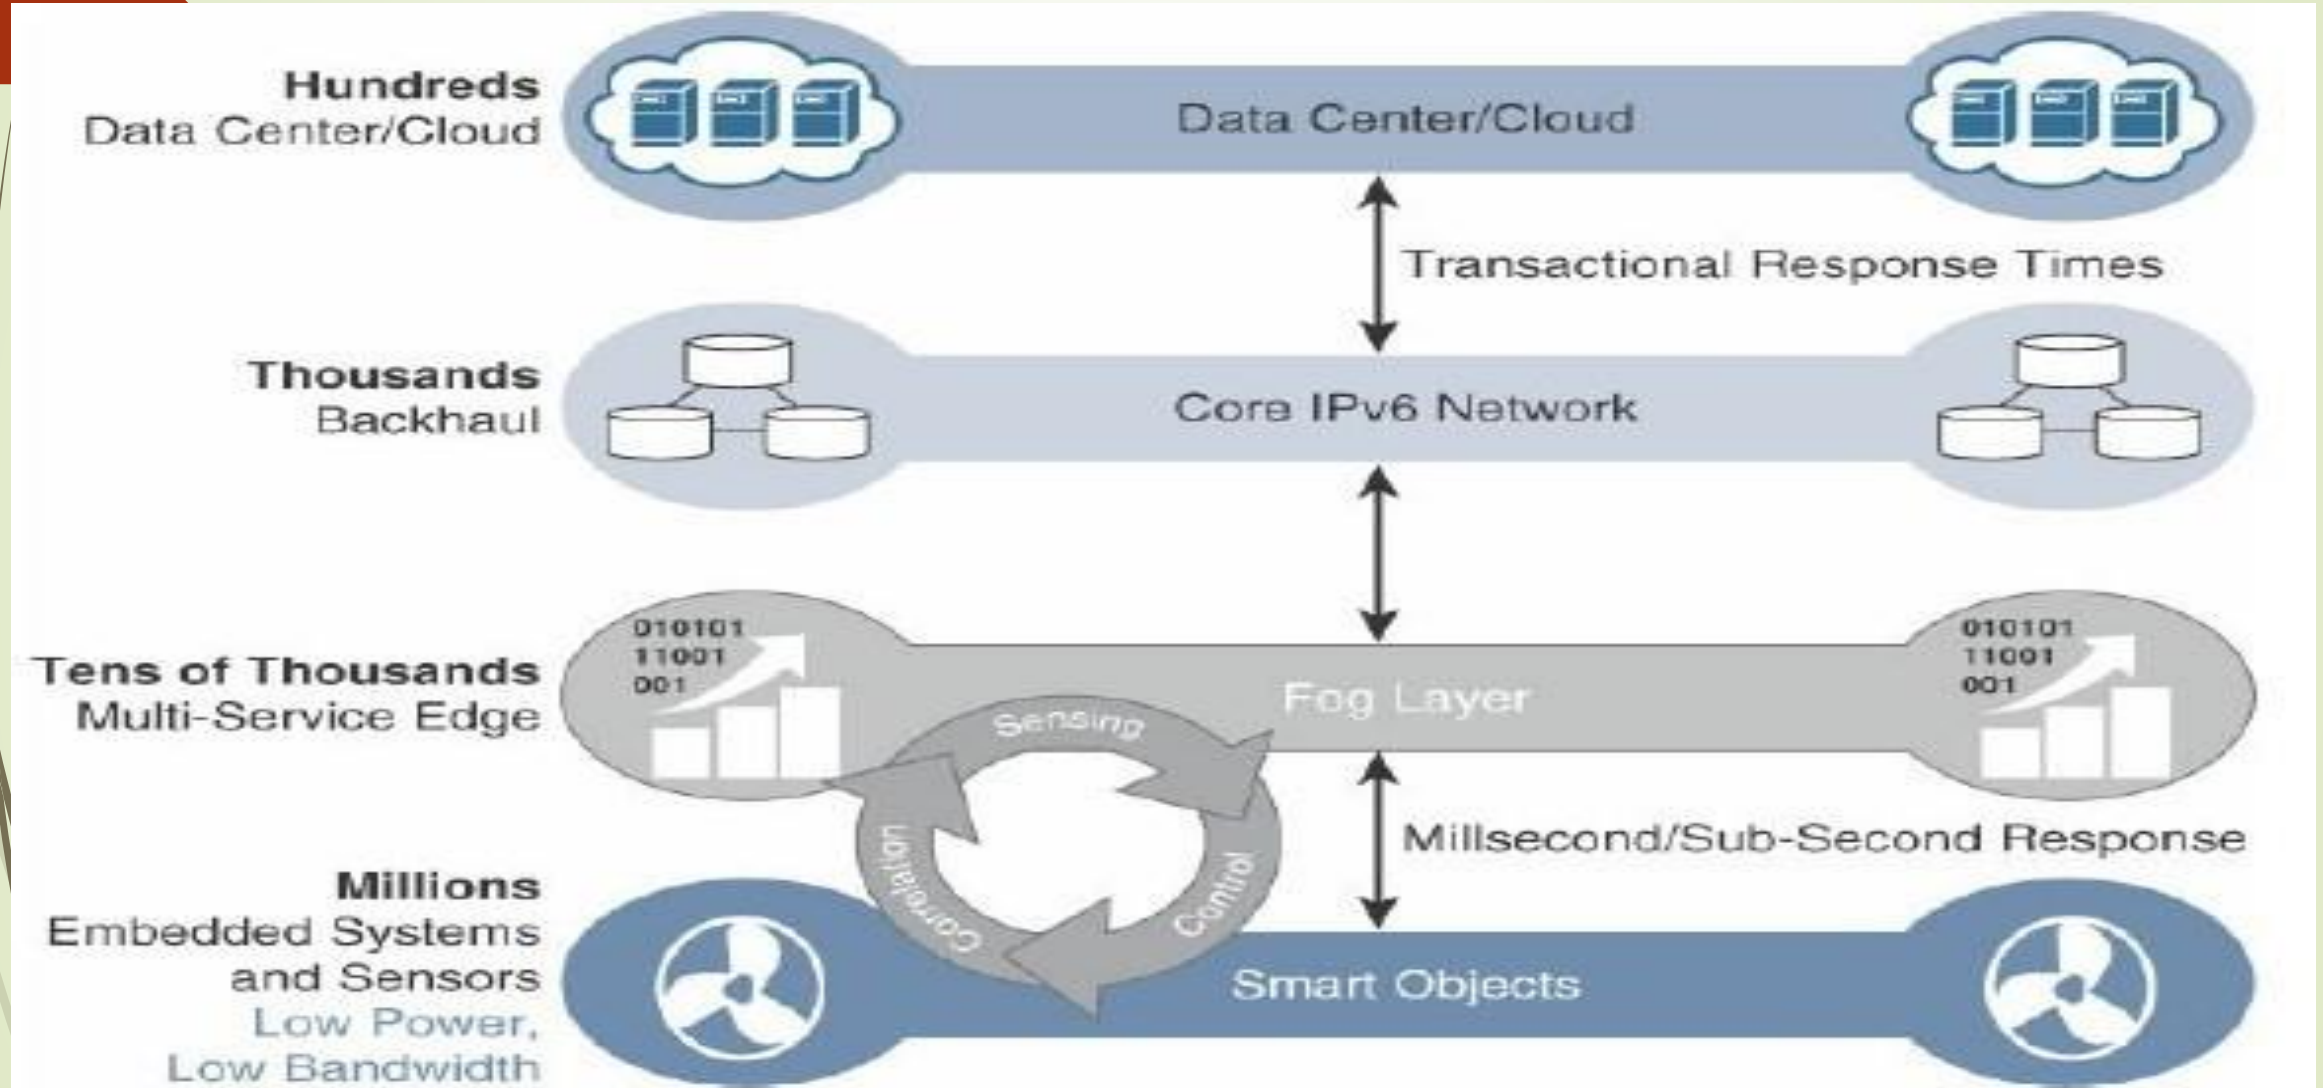 Hundreds
Data Center/Cloud
Data Center/Cloud
Transactional Response Times
Thousands
Backhaul
Core IPv6 Network
Tens of Thousands
Multi-Service Edge
010101
11001
001
Fog Layer
010101
11001
001
Sensing
Control
Correlation
Millsecond/Sub-Second Response
Millions
Embedded Systems
and Sensors
Low Power,
Low Bandwidth
Smart Objects